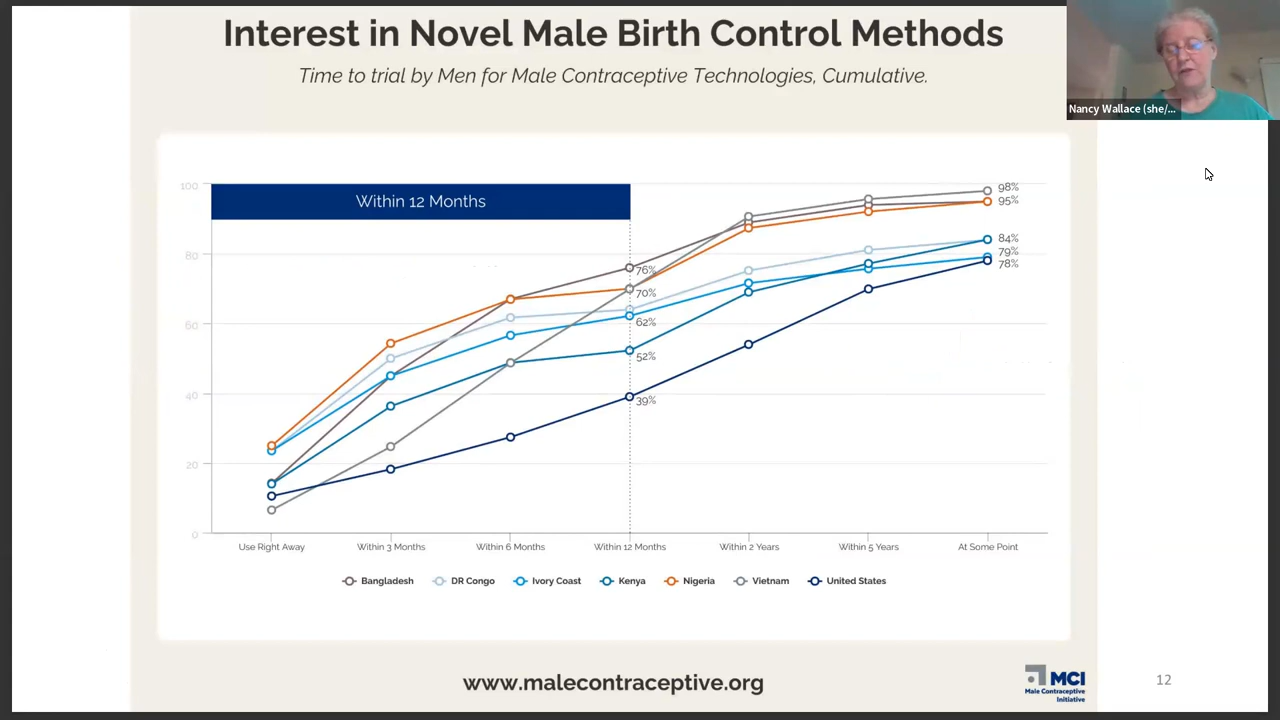 Interest in Novel Male Birth Control Methods
Time to trial by Men for Male Contraceptive Technologies, Cumulative.
Nancy Wallace (she/...
Within 12 Months
100
80
60
40
20
0
98%
95%
84%
79%
78%
76%
70%
62%
52%
39%
Use Right Away Within 3 Months Within 6 Months Within 12 Months Within 2 Years Within 5 Years At Some Point
Bangladesh DR Congo Ivory Coast Kenya Nigeria Vietnam United States
www.malecontraceptive.org
MCI
Male Contraceptive
Initiative
12